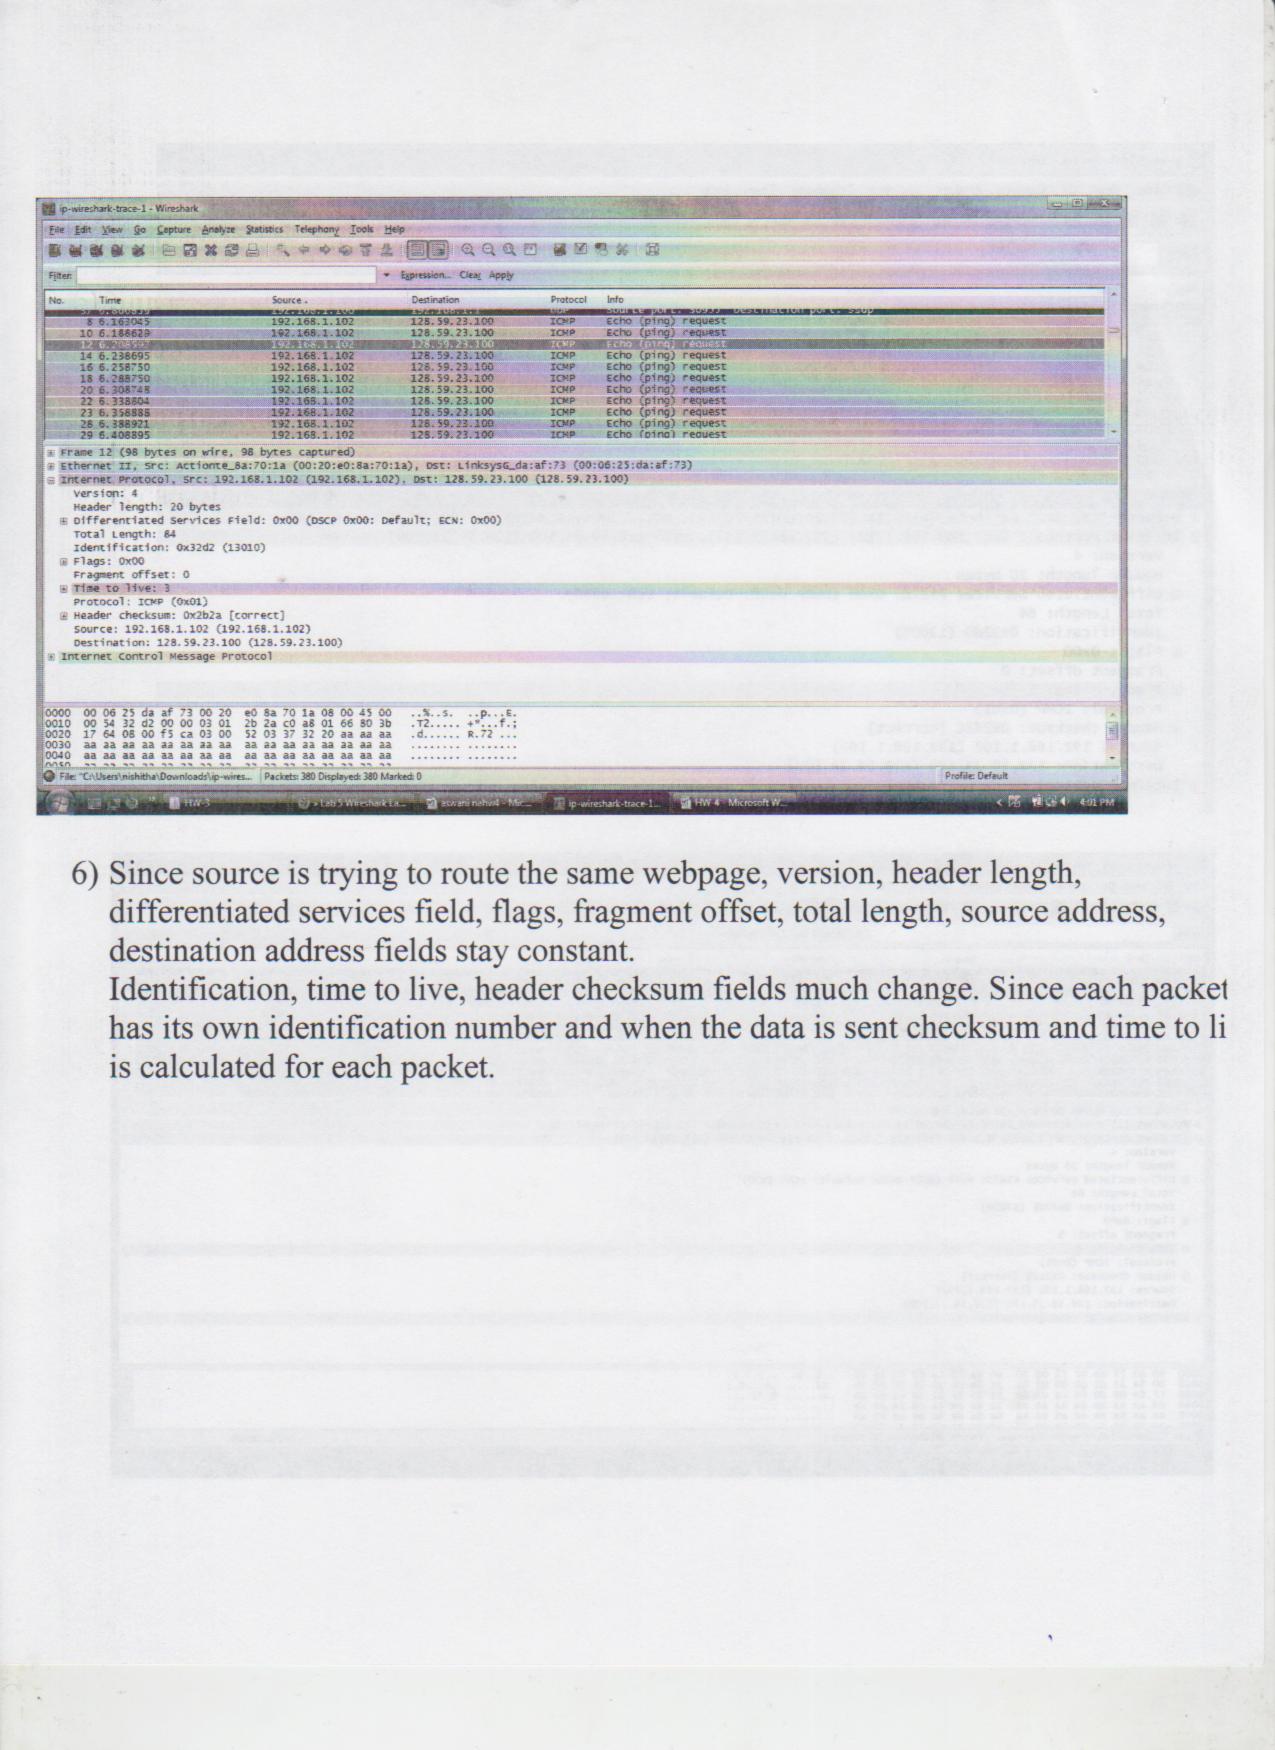 ip-wireshark-trace-1 - Wireshark
File Edit View Go Capture Analyze Statistics Telephony Tools Help
Filter: Expression... Clear Apply
No. Time Source Destination Protocol Info
8 6.163045 192.168.1.102 128.59.23.100 ICMP Echo (ping) request
10 6.188629 192.168.1.102 128.59.23.100 ICMP Echo (ping) request
12 192.168.1.102 128.59.23.100 ICMP Echo (ping) request
14 6.238695 192.168.1.102 128.59.23.100 ICMP Echo (ping) request
16 6.258750 192.168.1.102 128.59.23.100 ICMP Echo (ping) request
18 6.288750 192.168.1.102 128.59.23.100 ICMP Echo (ping) request
20 6.308748 192.168.1.102 128.59.23.100 ICMP Echo (ping) request
22 6.338804 192.168.1.102 128.59.23.100 ICMP Echo (ping) request
23 6.358888 192.168.1.102 128.59.23.100 ICMP Echo (ping) request
28 6.388921 192.168.1.102 128.59.23.100 ICMP Echo (ping) request
29 6.408895 192.168.1.102 128.59.23.100 ICMP Echo (ping) request
Frame 12 (98 bytes on wire, 98 bytes captured)
Ethernet II, Src: Actionte_8a:70:1a (00:20:e0:8a:70:1a), Dst: LinksysG_da:af:73 (00:06:25:da:af:73)
Internet Protocol, Src: 192.168.1.102 (192.168.1.102), Dst: 128.59.23.100 (128.59.23.100)
Version: 4
Header length: 20 bytes
Differentiated Services Field: 0x00 (DSCP 0x00: Default; ECN: 0x00)
Total Length: 84
Identification: 0x32d2 (13010)
Flags: 0x00
Fragment offset: 0
Time to live: 3
Protocol: ICMP (0x01)
Header checksum: 0x2b2a [correct]
Source: 192.168.1.102 (192.168.1.102)
Destination: 128.59.23.100 (128.59.23.100)
Internet Control Message Protocol
0000 00 06 25 da af 73 00 20 e0 8a 70 1a 08 00 45 00 ..%..s. ..p...E.
0010 00 54 32 d2 00 00 03 01 2b 2a c0 a8 01 66 80 3b .T2..... +*...f.;
0020 17 64 08 00 f5 ca 03 00 52 03 37 32 20 aa aa aa .d...... R.72 ...
0030 aa aa aa aa aa aa aa aa aa aa aa aa aa aa aa aa ........ ........
0040 aa aa aa aa aa aa aa aa aa aa aa aa aa aa aa aa ........ ........
File: "C:\Users\nishitha\Downloads\ip-wires... Packets: 380 Displayed: 380 Marked: 0 Profile: Default
HW-3 Lab 5 Wireshark La... aswani nehw4 - Mic... ip-wireshark-trace-1... HW 4 - Microsoft W... 4:01 PM
6) Since source is trying to route the same webpage, version, header length,
differentiated services field, flags, fragment offset, total length, source address,
destination address fields stay constant.
Identification, time to live, header checksum fields much change. Since each packet
has its own identification number and when the data is sent checksum and time to li
is calculated for each packet.